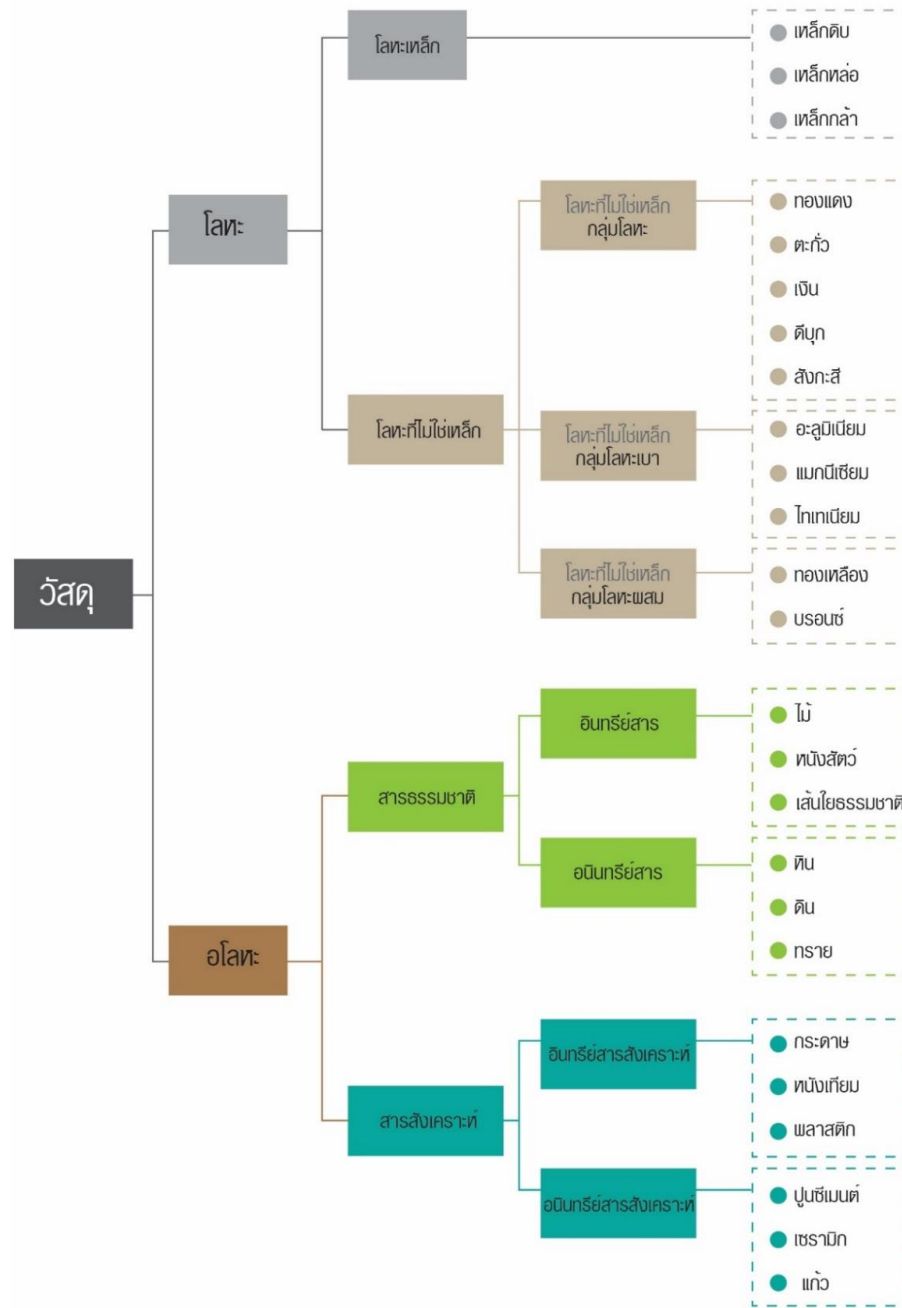 วัสดุ
โลหะ
โลหะเหล็ก
เหล็กดิบ
เหล็กหล่อ
เหล็กกล้า
โลหะที่ไม่ใช่เหล็ก
โลหะที่ไม่ใช่เหล็ก
กลุ่มโลหะ
ทองแดง
ตะกั่ว
เงิน
ดีบุก
สังกะสี
โลหะที่ไม่ใช่เหล็ก
กลุ่มโลหะเบา
อะลูมิเนียม
แมกนีเซียม
ไทเทเนียม
โลหะที่ไม่ใช่เหล็ก
กลุ่มโลหะผสม
ทองเหลือง
บรอนซ์
อโลหะ
สารธรรมชาติ
อินทรีย์สาร
ไม้
หนังสัตว์
เส้นใยธรรมชาติ
อนินทรีย์สาร
หิน
ดิน
ทราย
สารสังเคราะห์
อินทรีย์สารสังเคราะห์
กระดาษ
หนังเทียม
พลาสติก
อนินทรีย์สารสังเคราะห์
ปูนซีเมนต์
เซรามิก
แก้ว